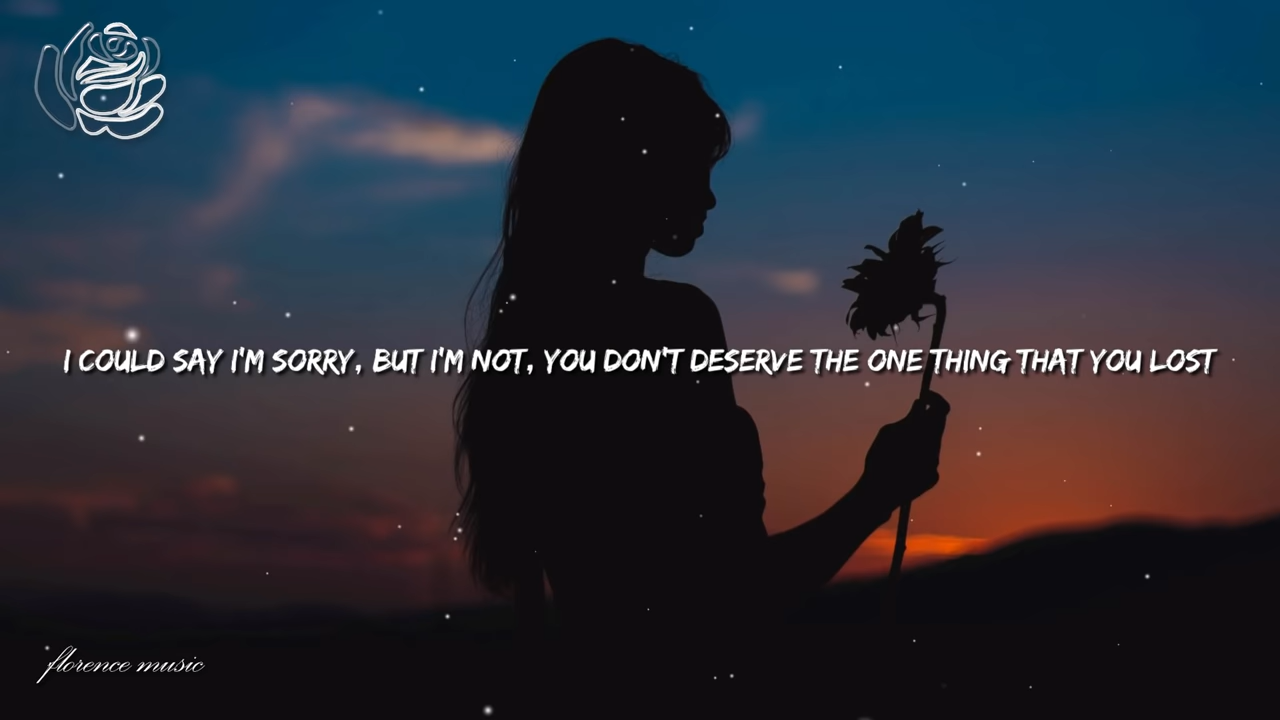 I COULD SAY I'M SORRY, BUT I'M NOT, YOU DON'T DESERVE THE ONE THING THAT YOU LOST
florence music